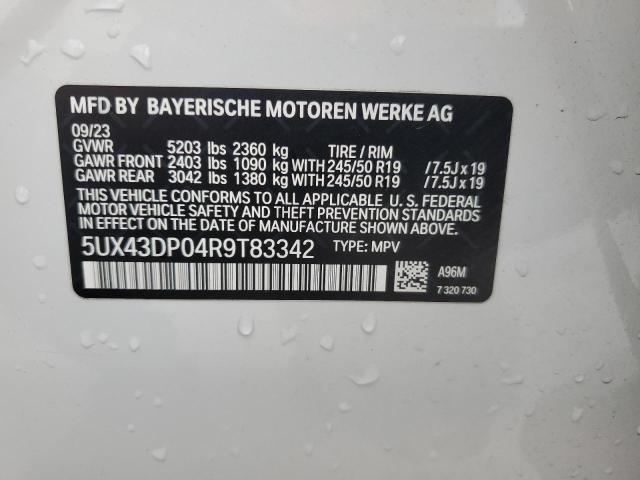 MFD BY BAYERISCHE MOTOREN WERKE AG
09/23
GVWR 5203 lbs 2360 kg TIRE / RIM
GAWR FRONT 2403 lbs 1090 kg WITH 245/50 R19 / 7.5J x 19
GAWR REAR 3042 lbs 1380 kg WITH 245/50 R19 / 7.5J x 19
THIS VEHICLE CONFORMS TO ALL APPLICABLE U. S. FEDERAL
MOTOR VEHICLE SAFETY AND THEFT PREVENTION STANDARDS
IN EFFECT ON THE DATE OF MANUFACTURE SHOWN ABOVE.
5UX43DP04R9T83342 TYPE: MPV
A96M
7 320 730